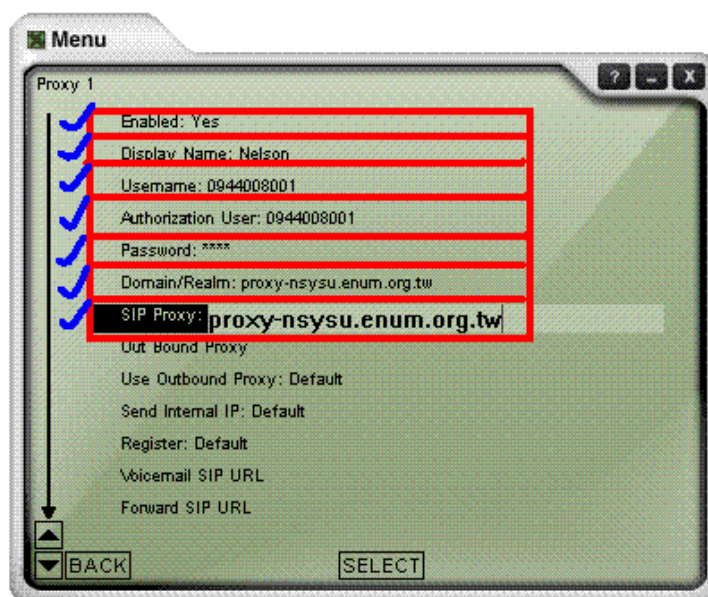 Menu
? - X
Proxy 1
Enabled: Yes
Display Name: Nelson
Username: 0944008001
Authorization User: 0944008001
Password: ****
Domain/Realm: proxy-nsysu.enum.org.tw
SIP Proxy: proxy-nsysu.enum.org.tw
Out Bound Proxy
Use Outbound Proxy: Default
Send Internal IP: Default
Register: Default
Voicemail SIP URL
Forward SIP URL
BACK SELECT